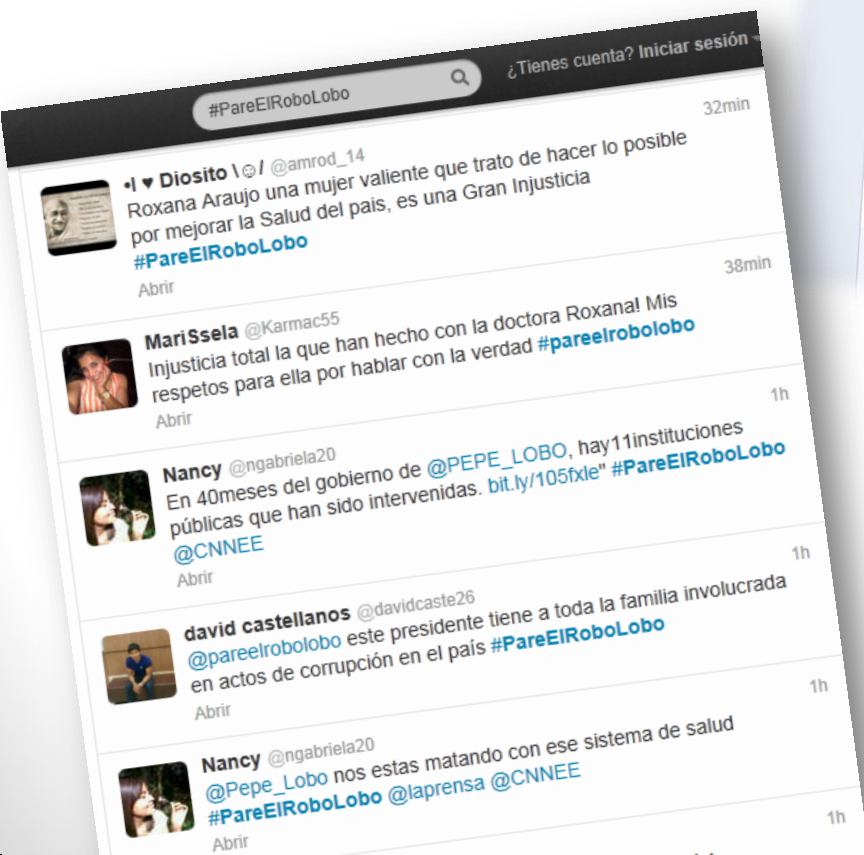 #PareElRoboLobo
¿Tienes cuenta? Iniciar sesión
•I ♥ Diosito \☺/ @amrod_14
32min
Roxana Araujo una mujer valiente que trato de hacer lo posible
por mejorar la Salud del pais, es una Gran Injusticia
#PareElRoboLobo
Abrir
MariSsela @Karmac55
38min
Injusticia total la que han hecho con la doctora Roxana! Mis
respetos para ella por hablar con la verdad #pareelrobolobo
Abrir
Nancy @ngabriela20
1h
En 40meses del gobierno de @PEPE_LOBO, hay11instituciones
públicas que han sido intervenidas. bit.ly/105fxle" #PareElRoboLobo
@CNNEE
Abrir
david castellanos @davidcaste26
1h
@pareelrobolobo este presidente tiene a toda la familia involucrada
en actos de corrupción en el país #PareElRoboLobo
Abrir
Nancy @ngabriela20
1h
@Pepe_Lobo nos estas matando con ese sistema de salud
#PareElRoboLobo @laprensa @CNNEE
Abrir
1h